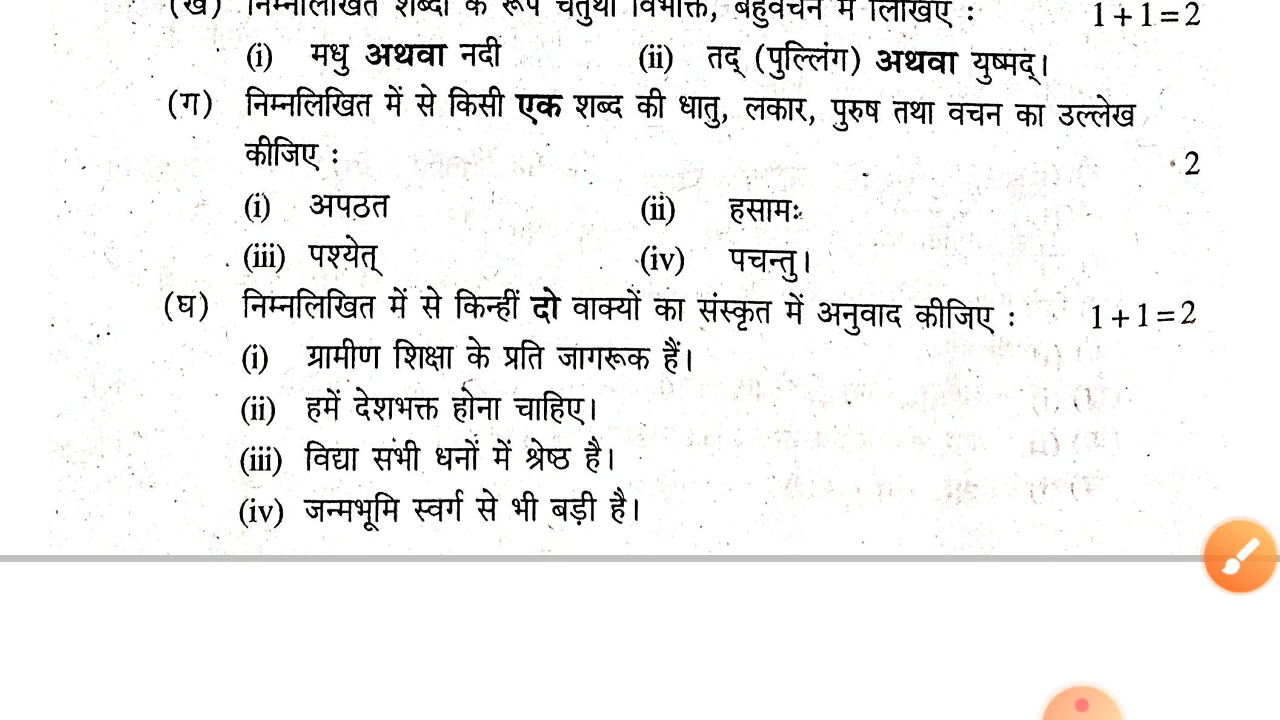 (ख) निम्नलिखित शब्दों के रूप चतुर्थी विभक्ति, बहुवचन में लिखिए : 1+1=2
(i) मधु अथवा नदी (ii) तद् (पुल्लिंग) अथवा युष्मद्।
(ग) निम्नलिखित में से किसी एक शब्द की धातु, लकार, पुरुष तथा वचन का उल्लेख
कीजिए : 2
(i) अपठत (ii) हसामः
(iii) पश्येत् (iv) पचन्तु।
(घ) निम्नलिखित में से किन्हीं दो वाक्यों का संस्कृत में अनुवाद कीजिए : 1+1=2
(i) ग्रामीण शिक्षा के प्रति जागरूक हैं।
(ii) हमें देशभक्त होना चाहिए।
(iii) विद्या सभी धनों में श्रेष्ठ है।
(iv) जन्मभूमि स्वर्ग से भी बड़ी है।